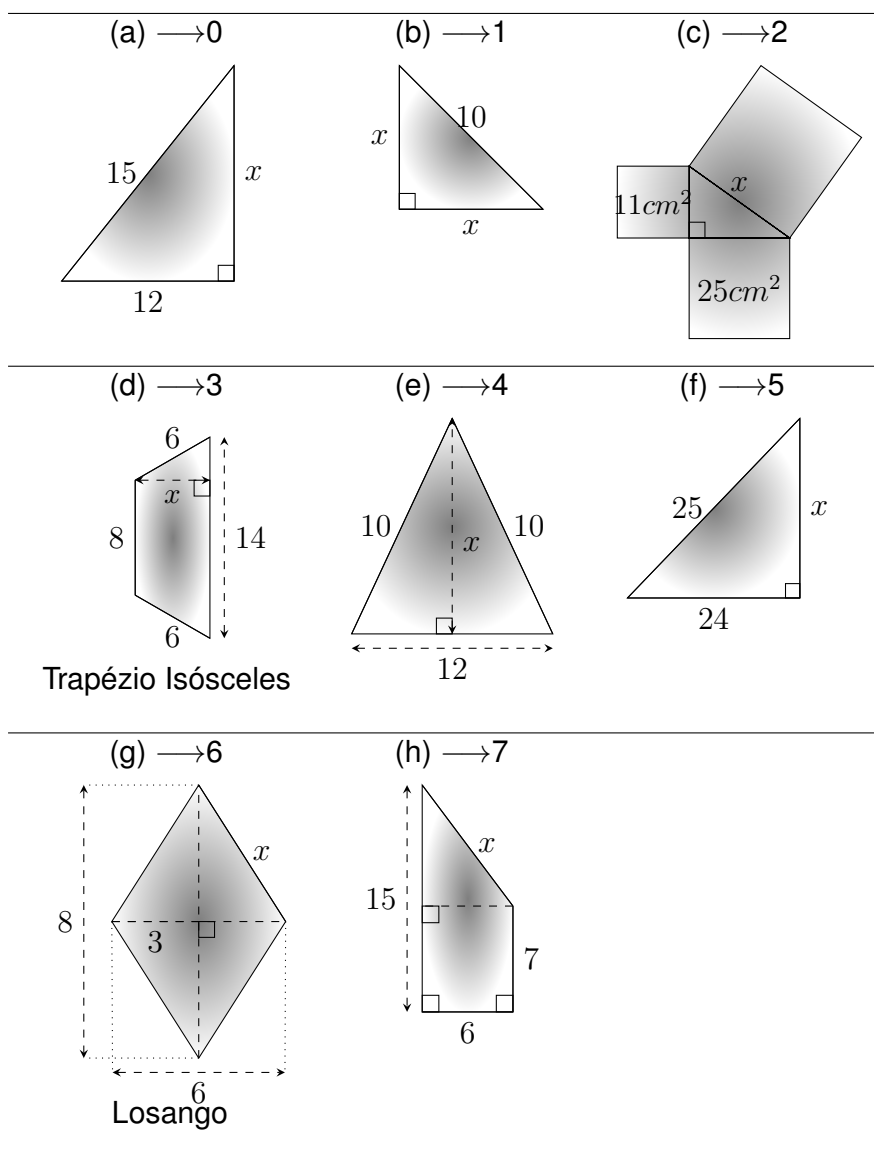 (a) ⟶0 (b) ⟶1 (c) ⟶2
15 x 12
x 10 x
11cm² x 25cm²
(d) ⟶3 (e) ⟶4 (f) ⟶5
6 x 8 14 6
Trapézio Isósceles
10 10 x 12
25 x 24
(g) ⟶6 (h) ⟶7
x 8 3 6
Losango
x 15 7 6